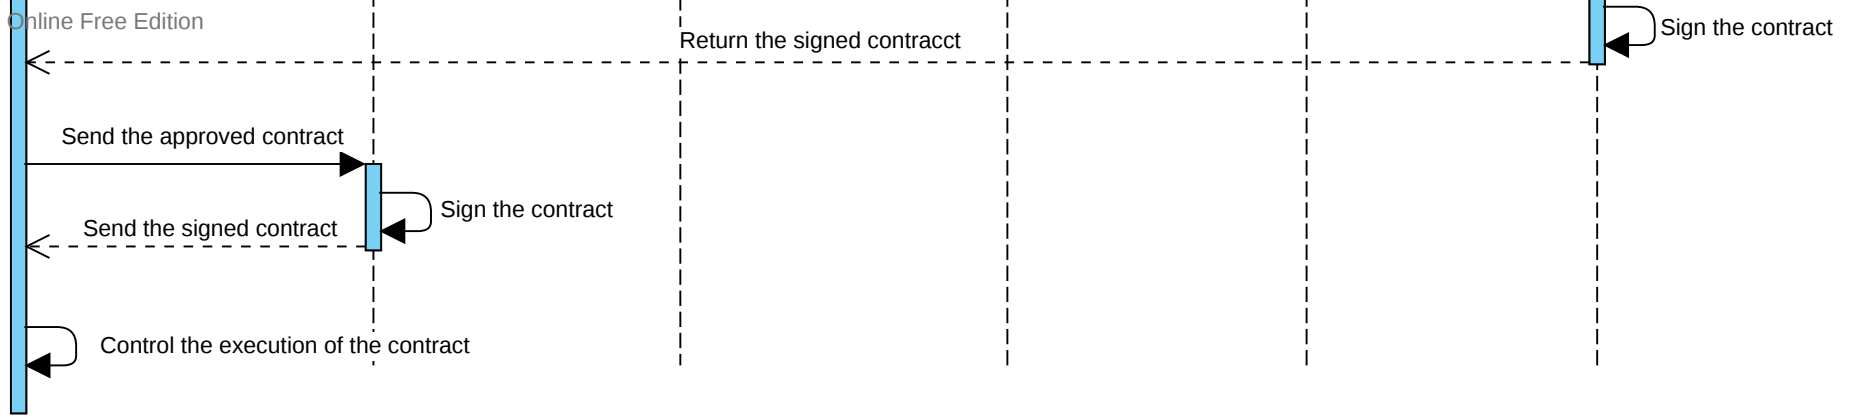 Online Free Edition
Sign the contract
Return the signed contracct
Send the approved contract
Sign the contract
Send the signed contract
Control the execution of the contract